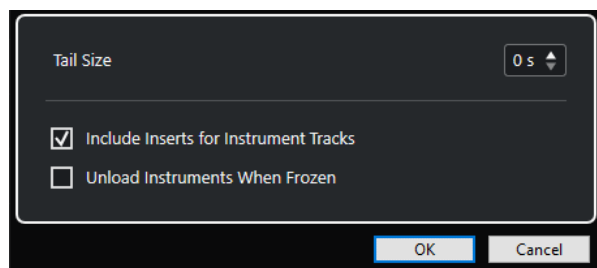 Tail Size
0 s
Include Inserts for Instrument Tracks
Unload Instruments When Frozen
OK Cancel